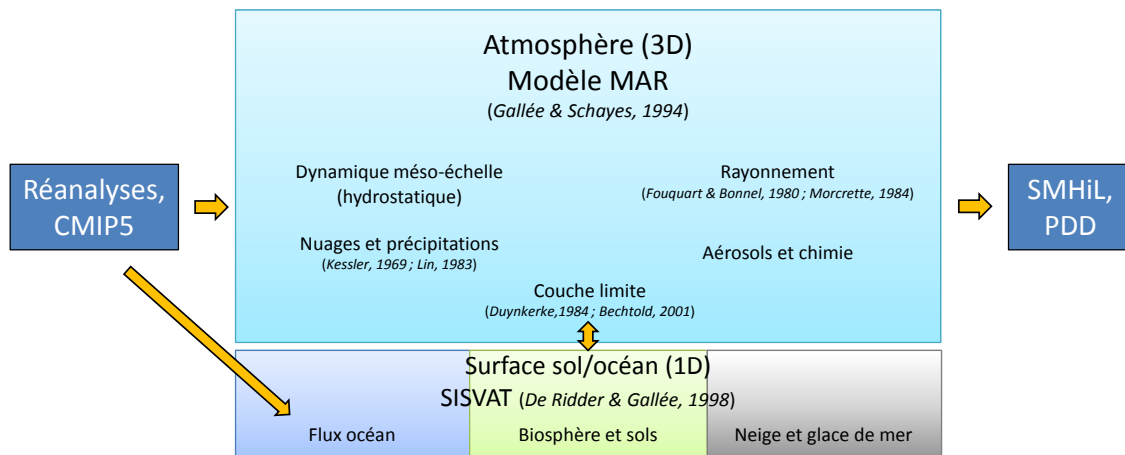 Atmosphère (3D)
Modèle MAR
(Gallée & Schayes, 1994)
Réanalyses,
CMIP5
Dynamique méso-échelle
(hydrostatique)
Rayonnement
(Fouquart & Bonnel, 1980 ; Morcrette, 1984)
SMHiL,
PDD
Nuages et précipitations
(Kessler, 1969 ; Lin, 1983)
Aérosols et chimie
Couche limite
(Duynkerke,1984 ; Bechtold, 2001)
Surface sol/océan (1D)
SISVAT (De Ridder & Gallée, 1998)
Flux océan
Biosphère et sols
Neige et glace de mer